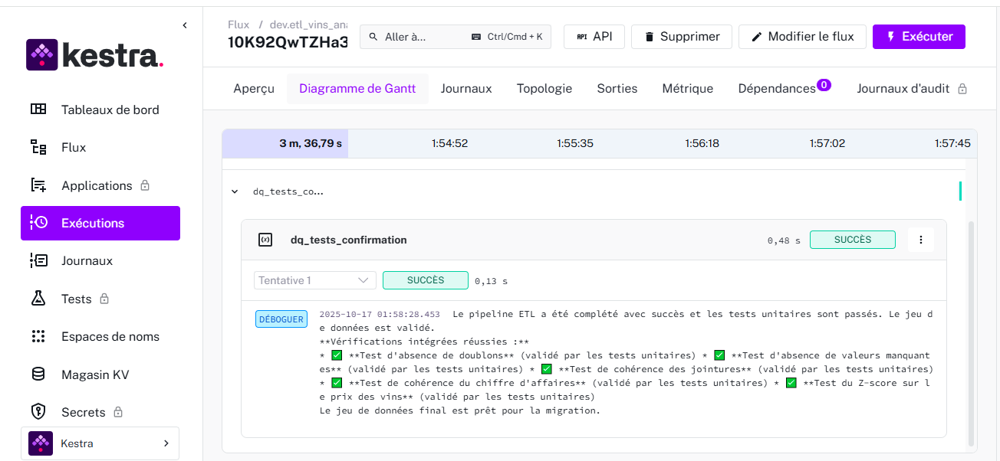 Flux / dev.etl_vins_ana
10K92QwTZHa3
Aller à... Ctrl/Cmd + K
API
Supprimer
Modifier le flux
Exécuter
kestra.
Tableaux de bord
Flux
Applications
Exécutions
Journaux
Tests
Espaces de noms
Magasin KV
Secrets
Kestra
Aperçu
Diagramme de Gantt
Journaux
Topologie
Sorties
Métrique
Dépendances 0
Journaux d'audit
3 m, 36,79 s 1:54:52 1:55:35 1:56:18 1:57:02 1:57:45
dq_tests_co...
dq_tests_confirmation 0,48 s SUCCÈS
Tentative 1 SUCCÈS 0,13 s
DÉBOGUER 2025-10-17 01:58:28.453 Le pipeline ETL a été complété avec succès et les tests unitaires sont passés. Le jeu d
e données est validé.
**Vérifications intégrées réussies :**
* ✅ **Test d'absence de doublons** (validé par les tests unitaires) * ✅ **Test d'absence de valeurs manquant
es** (validé par les tests unitaires) * ✅ **Test de cohérence des jointures** (validé par les tests unitaires)
* ✅ **Test de cohérence du chiffre d'affaires** (validé par les tests unitaires) * ✅ **Test du Z-score sur l
e prix des vins** (validé par les tests unitaires)
Le jeu de données final est prêt pour la migration.